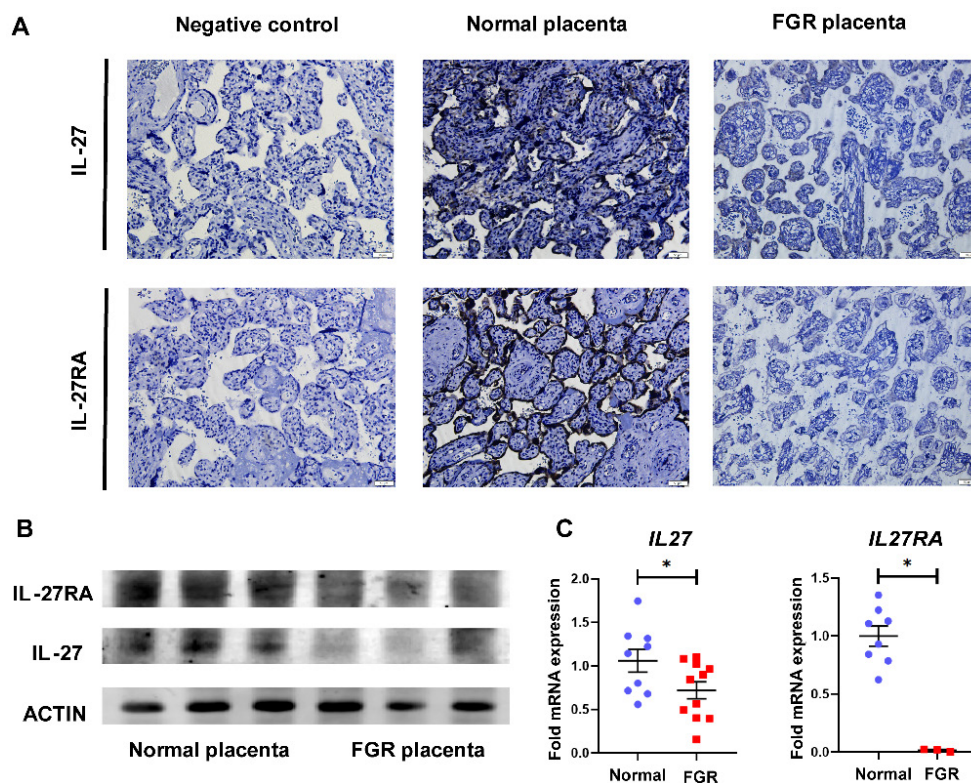 A
Negative control
Normal placenta
FGR placenta
IL-27
IL-27RA
B
IL-27RA
IL-27
ACTIN
Normal placenta
FGR placenta
C
IL27
*
Fold mRNA expression
2.0
1.5
1.0
0.5
0.0
Normal
FGR
IL27RA
*
Fold mRNA expression
1.5
1.0
0.5
0.0
Normal
FGR